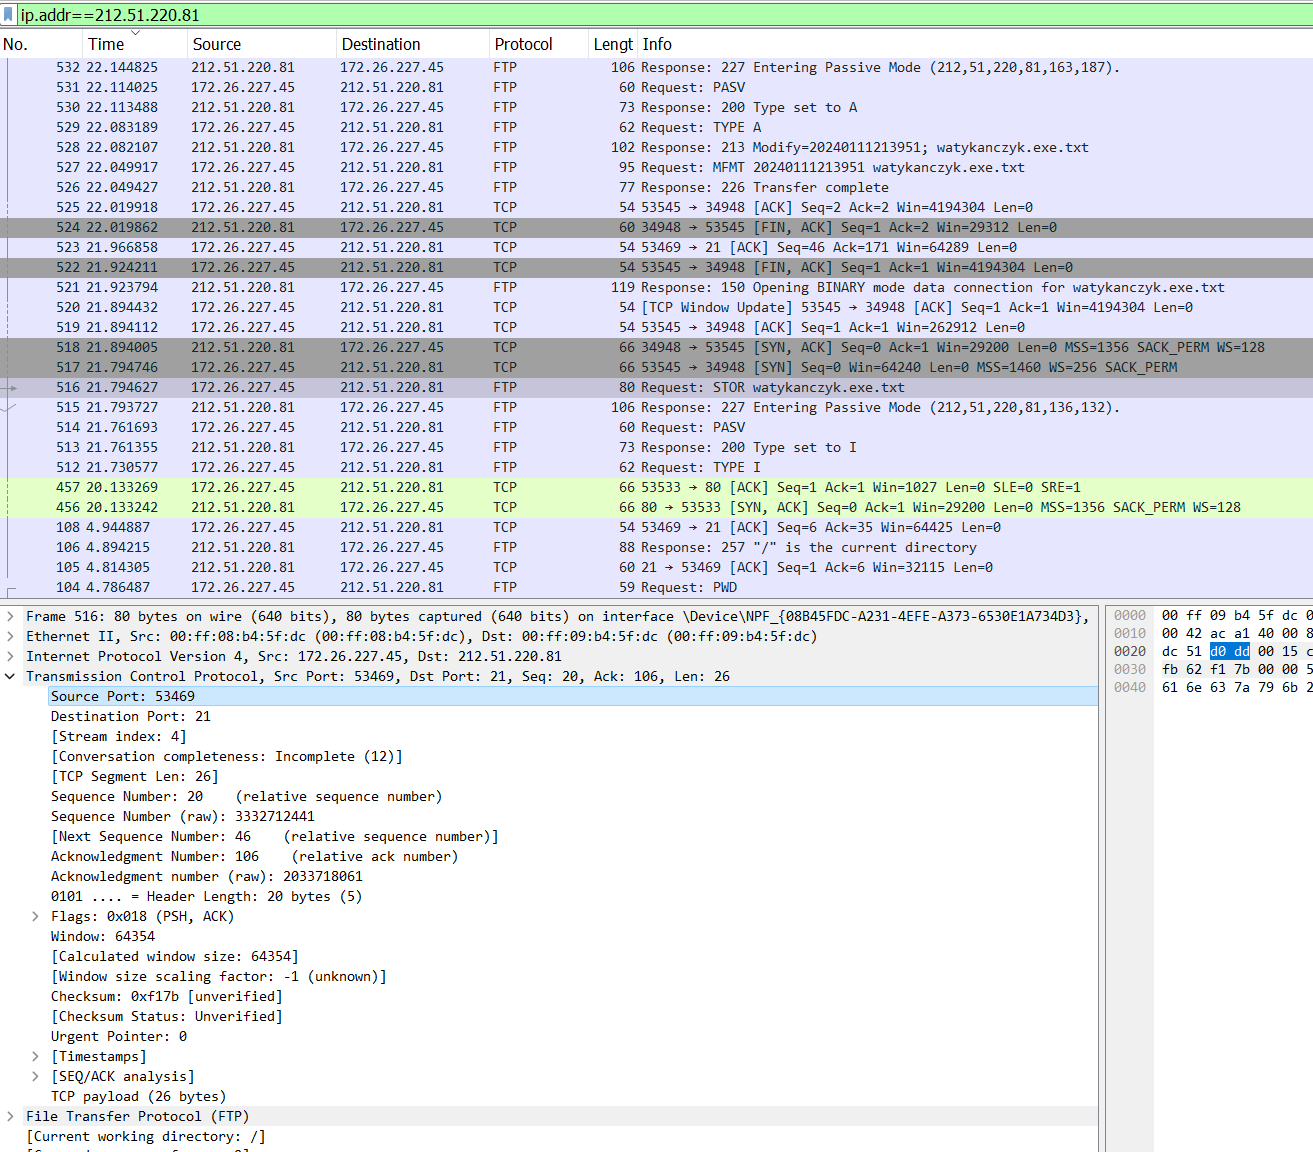 ip.addr==212.51.220.81
No. Time Source Destination Protocol Lengt Info
532 22.144825 212.51.220.81 172.26.227.45 FTP 106 Response: 227 Entering Passive Mode (212,51,220,81,163,187).
531 22.114025 172.26.227.45 212.51.220.81 FTP 60 Request: PASV
530 22.113488 212.51.220.81 172.26.227.45 FTP 73 Response: 200 Type set to A
529 22.083189 172.26.227.45 212.51.220.81 FTP 62 Request: TYPE A
528 22.082107 212.51.220.81 172.26.227.45 FTP 102 Response: 213 Modify=20240111213951; watykanczyk.exe.txt
527 22.049917 172.26.227.45 212.51.220.81 FTP 95 Request: MFMT 20240111213951 watykanczyk.exe.txt
526 22.049427 212.51.220.81 172.26.227.45 FTP 77 Response: 226 Transfer complete
525 22.019918 172.26.227.45 212.51.220.81 TCP 54 53545 → 34948 [ACK] Seq=2 Ack=2 Win=4194304 Len=0
524 22.019862 212.51.220.81 172.26.227.45 TCP 60 34948 → 53545 [FIN, ACK] Seq=1 Ack=2 Win=29312 Len=0
523 21.966858 172.26.227.45 212.51.220.81 TCP 54 53469 → 21 [ACK] Seq=46 Ack=171 Win=64289 Len=0
522 21.924211 172.26.227.45 212.51.220.81 TCP 54 53545 → 34948 [FIN, ACK] Seq=1 Ack=1 Win=4194304 Len=0
521 21.923794 212.51.220.81 172.26.227.45 FTP 119 Response: 150 Opening BINARY mode data connection for watykanczyk.exe.txt
520 21.894432 172.26.227.45 212.51.220.81 TCP 54 [TCP Window Update] 53545 → 34948 [ACK] Seq=1 Ack=1 Win=4194304 Len=0
519 21.894112 172.26.227.45 212.51.220.81 TCP 54 53545 → 34948 [ACK] Seq=1 Ack=1 Win=262912 Len=0
518 21.894005 212.51.220.81 172.26.227.45 TCP 66 34948 → 53545 [SYN, ACK] Seq=0 Ack=1 Win=29200 Len=0 MSS=1356 SACK_PERM WS=128
517 21.794746 172.26.227.45 212.51.220.81 TCP 66 53545 → 34948 [SYN] Seq=0 Win=64240 Len=0 MSS=1460 WS=256 SACK_PERM
516 21.794627 172.26.227.45 212.51.220.81 FTP 80 Request: STOR watykanczyk.exe.txt
515 21.793727 212.51.220.81 172.26.227.45 FTP 106 Response: 227 Entering Passive Mode (212,51,220,81,136,132).
514 21.761693 172.26.227.45 212.51.220.81 FTP 60 Request: PASV
513 21.761355 212.51.220.81 172.26.227.45 FTP 73 Response: 200 Type set to I
512 21.730577 172.26.227.45 212.51.220.81 FTP 62 Request: TYPE I
457 20.133269 172.26.227.45 212.51.220.81 TCP 66 53533 → 80 [ACK] Seq=1 Ack=1 Win=1027 Len=0 SLE=0 SRE=1
456 20.133242 212.51.220.81 172.26.227.45 TCP 66 80 → 53533 [SYN, ACK] Seq=0 Ack=1 Win=29200 Len=0 MSS=1356 SACK_PERM WS=128
108 4.944887 172.26.227.45 212.51.220.81 TCP 54 53469 → 21 [ACK] Seq=6 Ack=35 Win=64425 Len=0
106 4.894215 212.51.220.81 172.26.227.45 FTP 88 Response: 257 "/" is the current directory
105 4.814305 212.51.220.81 172.26.227.45 TCP 60 21 → 53469 [ACK] Seq=1 Ack=6 Win=32115 Len=0
104 4.786487 172.26.227.45 212.51.220.81 FTP 59 Request: PWD
Frame 516: 80 bytes on wire (640 bits), 80 bytes captured (640 bits) on interface \Device\NPF_{08B45FDC-A231-4EFE-A373-6530E1A734D3},
Ethernet II, Src: 00:ff:08:b4:5f:dc (00:ff:08:b4:5f:dc), Dst: 00:ff:09:b4:5f:dc (00:ff:09:b4:5f:dc)
Internet Protocol Version 4, Src: 172.26.227.45, Dst: 212.51.220.81
Transmission Control Protocol, Src Port: 53469, Dst Port: 21, Seq: 20, Ack: 106, Len: 26
Source Port: 53469
Destination Port: 21
[Stream index: 4]
[Conversation completeness: Incomplete (12)]
[TCP Segment Len: 26]
Sequence Number: 20 (relative sequence number)
Sequence Number (raw): 3332712441
[Next Sequence Number: 46 (relative sequence number)]
Acknowledgment Number: 106 (relative ack number)
Acknowledgment number (raw): 2033718061
0101 .... = Header Length: 20 bytes (5)
Flags: 0x018 (PSH, ACK)
Window: 64354
[Calculated window size: 64354]
[Window size scaling factor: -1 (unknown)]
Checksum: 0xf17b [unverified]
[Checksum Status: Unverified]
Urgent Pointer: 0
[Timestamps]
[SEQ/ACK analysis]
TCP payload (26 bytes)
File Transfer Protocol (FTP)
[Current working directory: /]
0000 00 ff 09 b4 5f dc 0
0010 00 42 ac a1 40 00 8
0020 dc 51 d0 dd 00 15 c
0030 fb 62 f1 7b 00 00 5
0040 61 6e 63 7a 79 6b 2